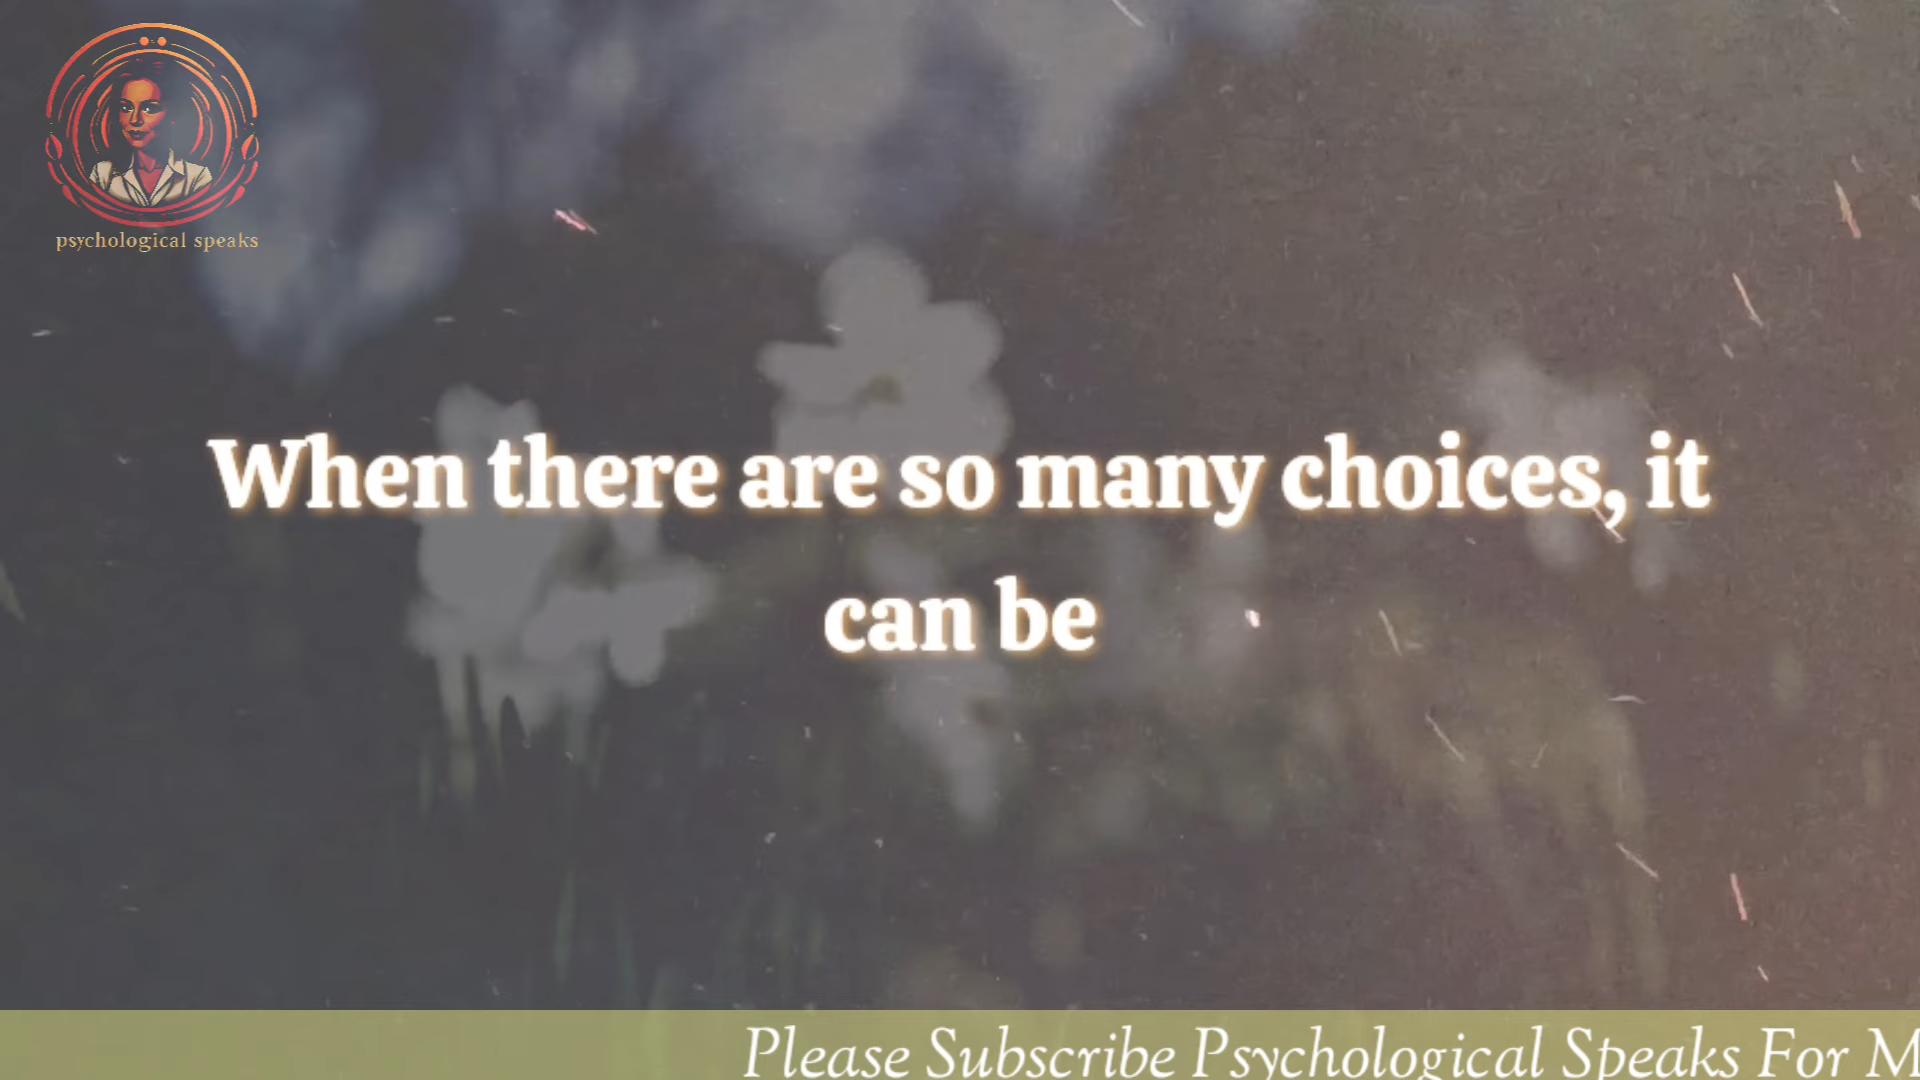 psychological speaks
When there are so many choices, it
can be
Please Subscribe Psychological Speaks For M